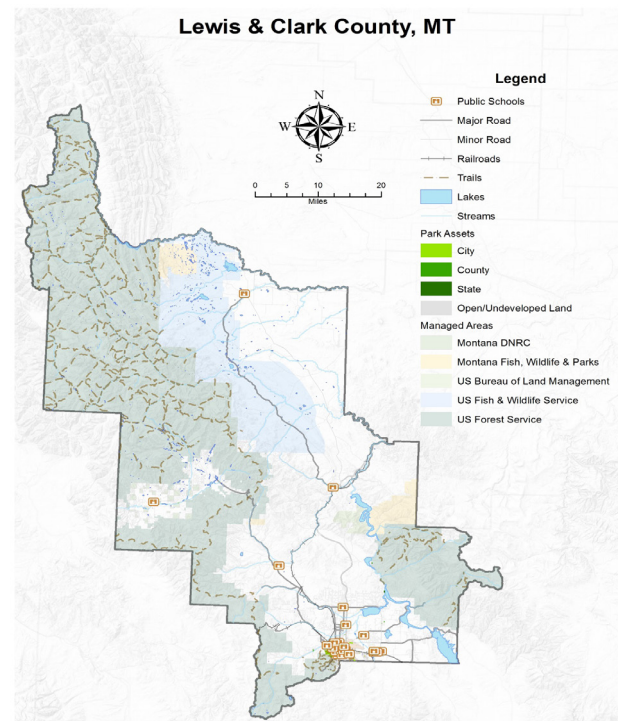 Lewis & Clark County, MT
N
W E
S
0 5 10 20
Miles
Legend
Public Schools
Major Road
Minor Road
Railroads
Trails
Lakes
Streams
Park Assets
City
County
State
Open/Undeveloped Land
Managed Areas
Montana DNRC
Montana Fish, Wildlife & Parks
US Bureau of Land Management
US Fish & Wildlife Service
US Forest Service